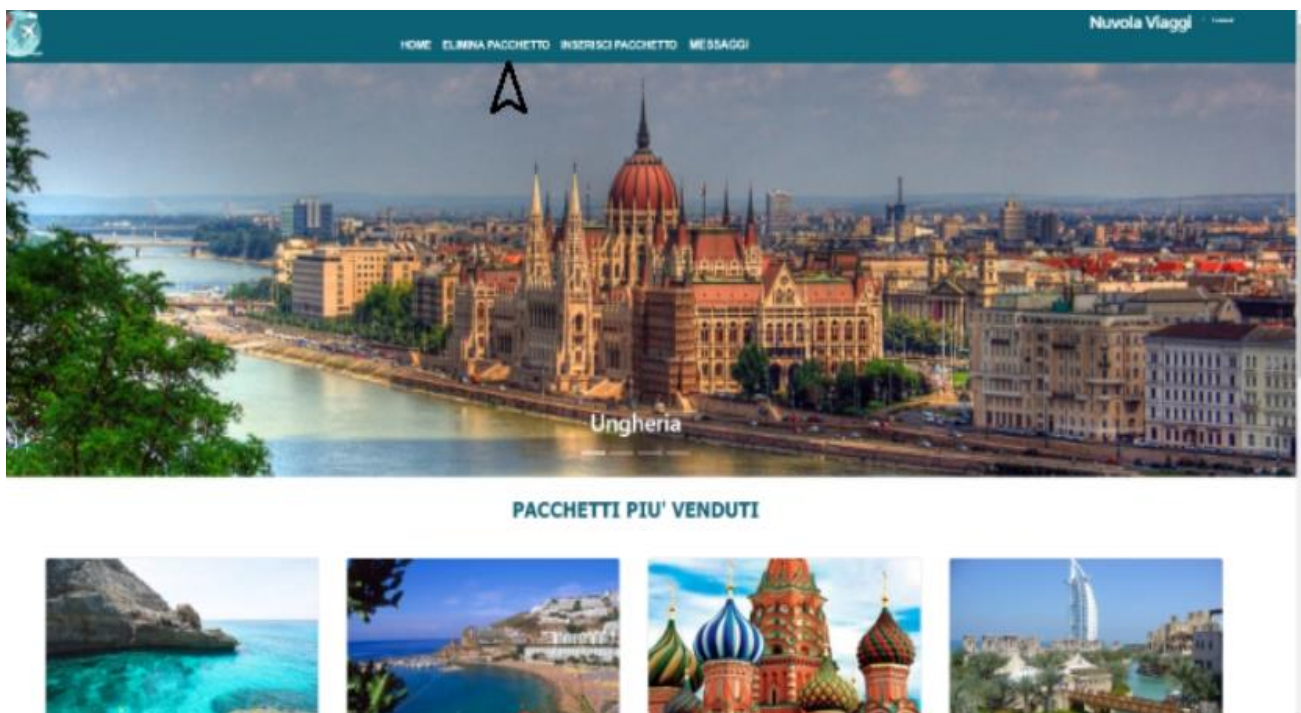 Nuvola Viaggi
HOME ELIMINA PACCHETTO INSERISCI PACCHETTO MESSAGGI
Ungheria
PACCHETTI PIU' VENDUTI